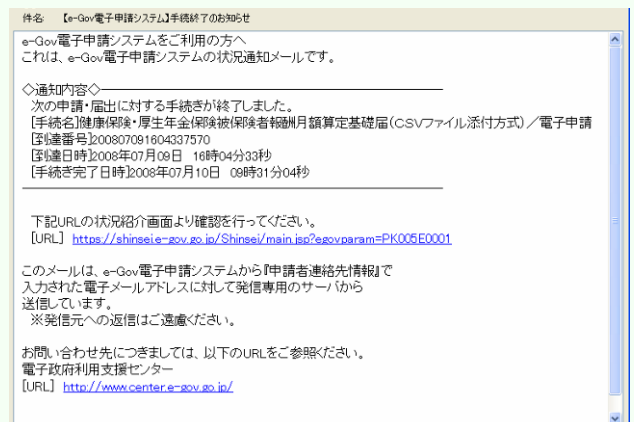 件名: 【e-Gov電子申請システム】手続終了のお知らせ
e-Gov電子申請システムをご利用の方へ
これは、e-Gov電子申請システムの状況通知メールです。
◇通知内容◇
次の申請・届出に対する手続きが終了しました。
[手続名]健康保険・厚生年金保険被保険者報酬月額算定基礎届(CSVファイル添付方式)／電子申請
[到達番号]200807091604337570
[到達日時]2008年07月09日 16時04分33秒
[手続き完了日時]2008年07月10日 09時31分04秒
下記URLの状況紹介画面より確認を行ってください。
[URL] https://shinsei.e-gov.go.jp/Shinsei/main.jsp?egovparam=PK005E0001
このメールは、e-Gov電子申請システムから『申請者連絡先情報』で
入力された電子メールアドレスに対して発信専用のサーバから
送信しています。
※発信元への返信はご遠慮ください。
お問い合わせ先につきましては、以下のURLをご参照ください。
電子政府利用支援センター
[URL] http://www.center.e-gov.go.jp/